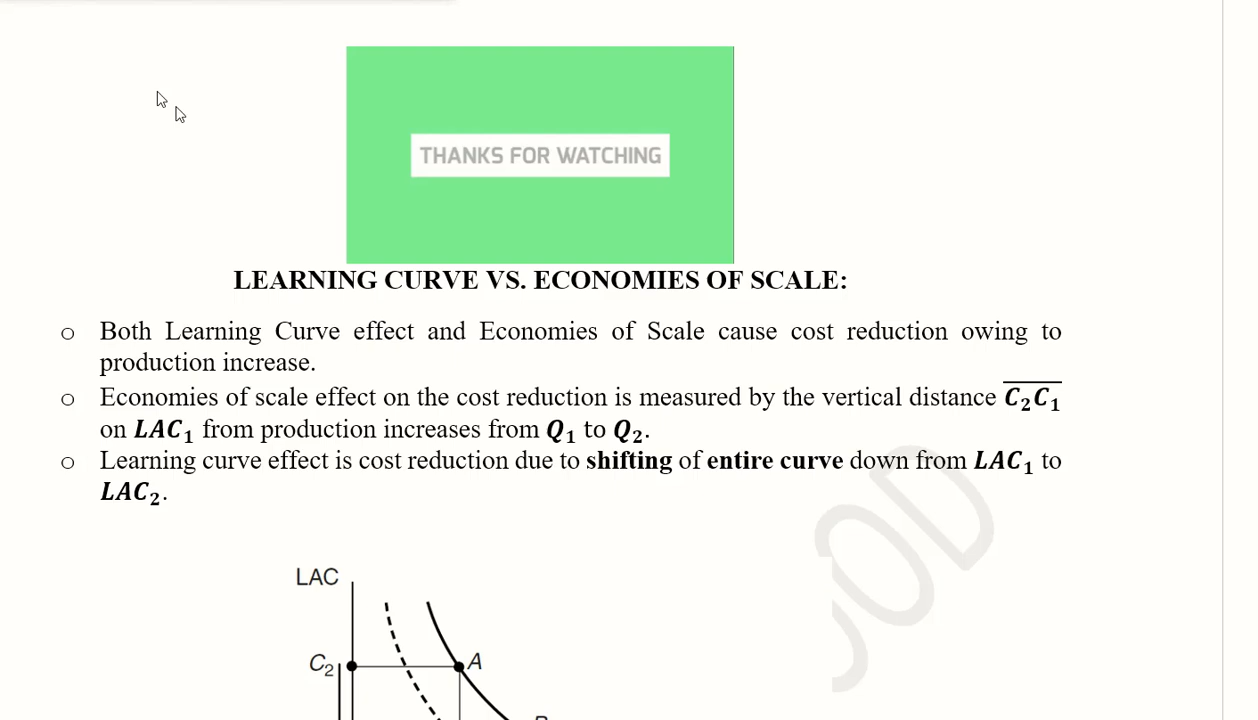 THANKS FOR WATCHING
LEARNING CURVE VS. ECONOMIES OF SCALE:
o Both Learning Curve effect and Economies of Scale cause cost reduction owing to
production increase.
o Economies of scale effect on the cost reduction is measured by the vertical distance C̅₂C̅₁
on LAC₁ from production increases from Q₁ to Q₂.
o Learning curve effect is cost reduction due to shifting of entire curve down from LAC₁ to
LAC₂.
LAC
C₂
A